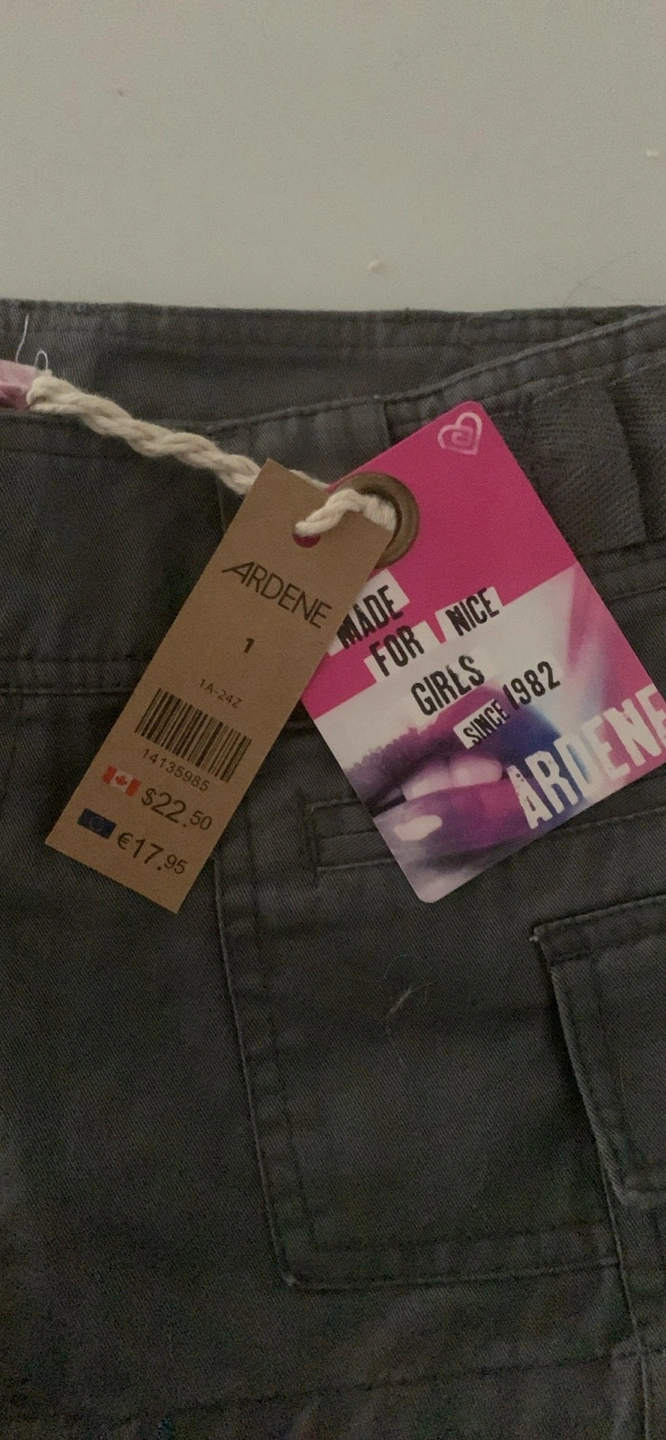 ARDENE
1
1A-24Z
14135985
$22.50
€17.95
MADE
FOR NICE
GIRLS
SINCE 1982
ARDENE